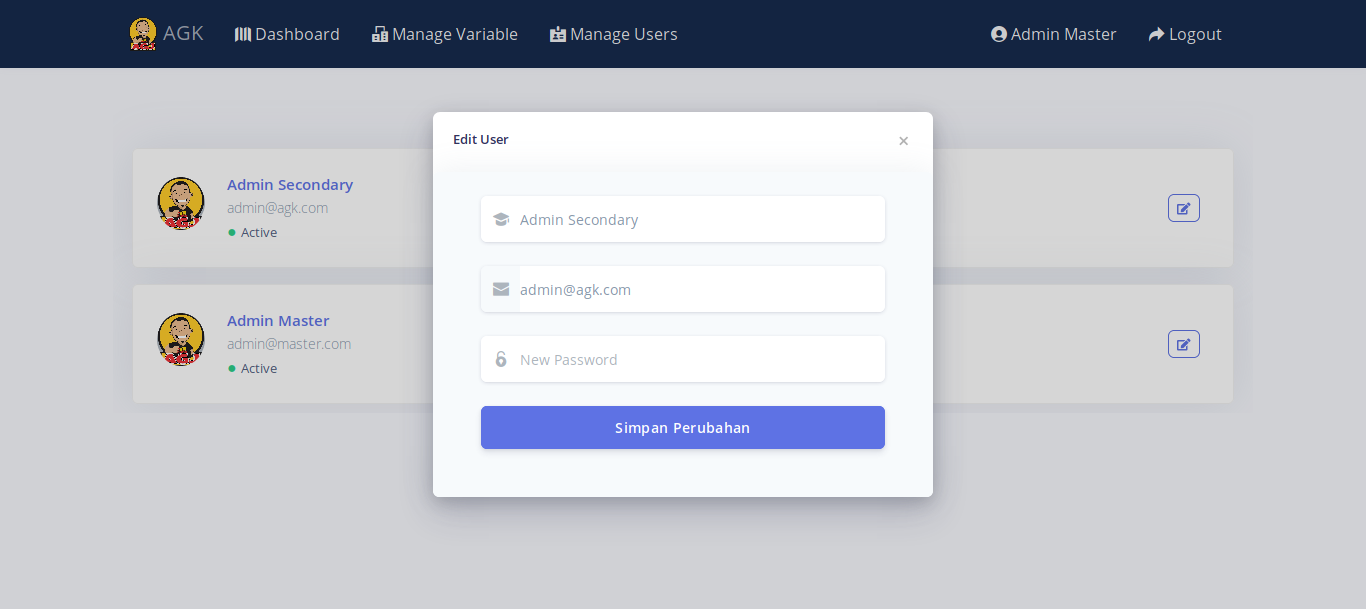 AGK Dashboard Manage Variable Manage Users Admin Master Logout
Edit User ×
Admin Secondary
admin@agk.com
New Password
Simpan Perubahan
Admin Secondary
admin@agk.com
Active
Admin Master
admin@master.com
Active